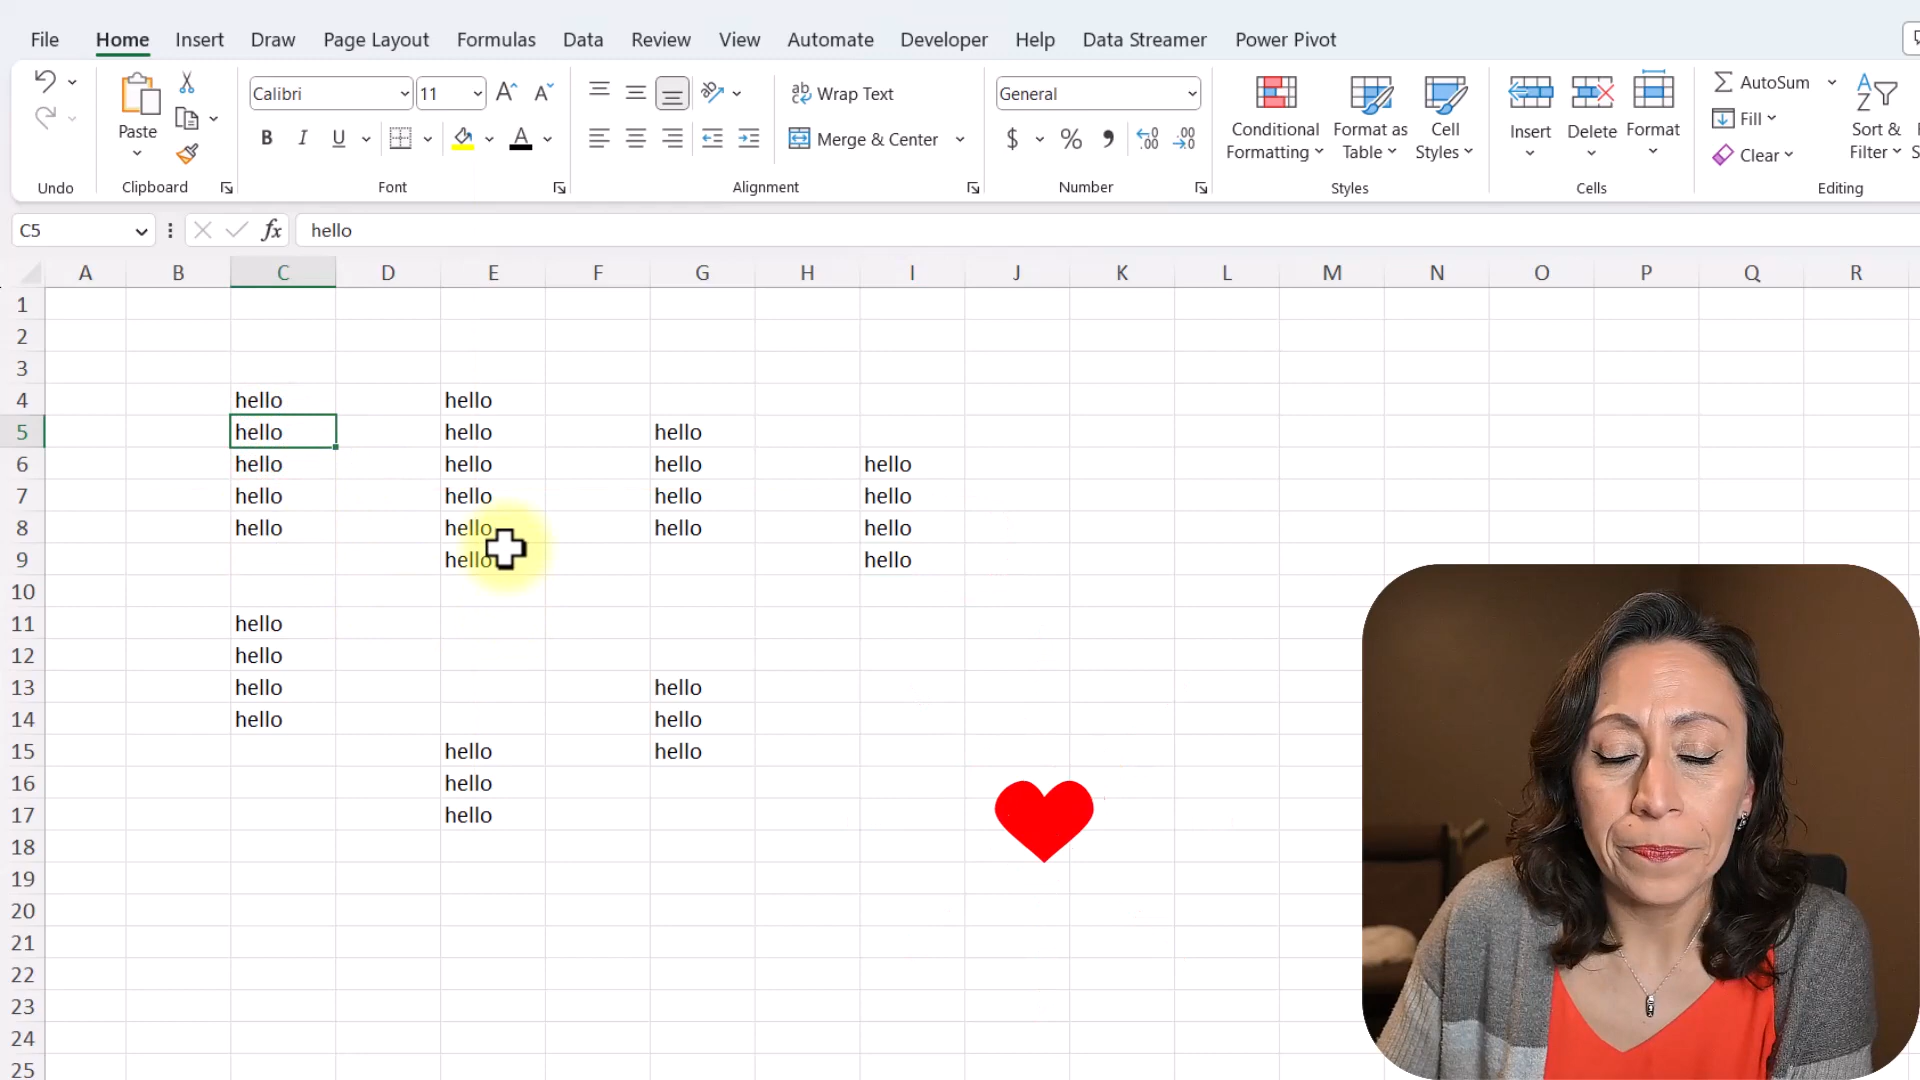 File Home Insert Draw Page Layout Formulas Data Review View Automate Developer Help Data Streamer Power Pivot
Calibri 11 ab Wrap Text General AutoSum
Paste B I U A Merge & Center $ % Conditional Formatting Format as Table Cell Styles Insert Delete Format Fill Clear Sort & Filter
Undo Clipboard Font Alignment Number Styles Cells Editing
C5 fx hello
A B C D E F G H I J K L M N O P Q R
1
2
3
4 hello hello
5 hello hello hello
6 hello hello hello hello
7 hello hello hello hello
8 hello hello hello hello
9 hello hello
10
11 hello
12 hello
13 hello hello
14 hello hello
15 hello hello
16 hello
17 hello
18
19
20
21
22
23
24
25